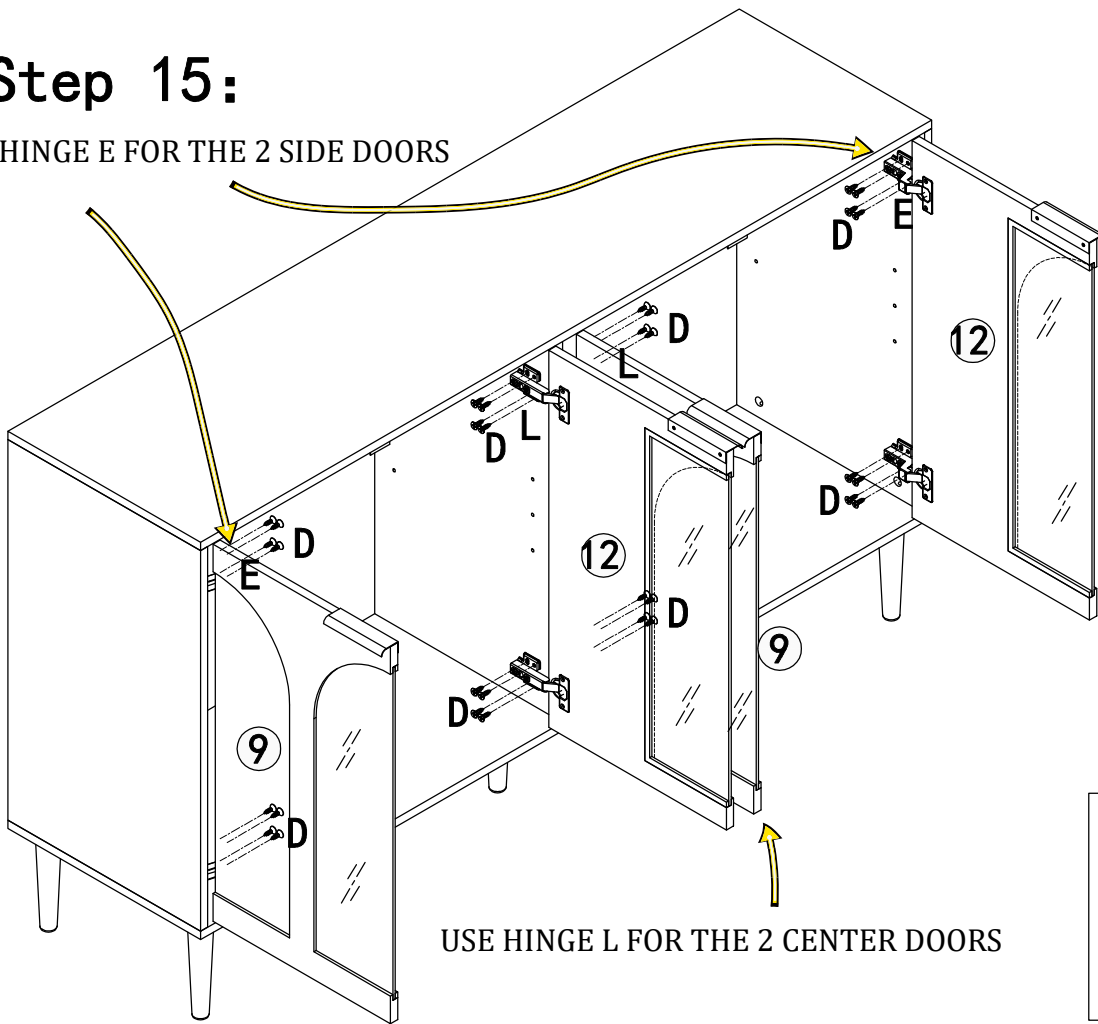 Step 15:
HINGE E FOR THE 2 SIDE DOORS
D
E
12
D
L
L
D
D
E
12
D
D
9
D
9
D
D
USE HINGE L FOR THE 2 CENTER DOORS